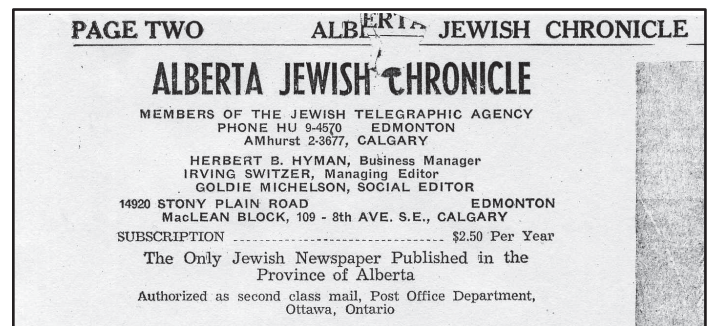 PAGE TWO ALBERTA JEWISH CHRONICLE
ALBERTA JEWISH CHRONICLE
MEMBERS OF THE JEWISH TELEGRAPHIC AGENCY
PHONE HU 9-4570 EDMONTON
AMhurst 2-3677, CALGARY
HERBERT B. HYMAN, Business Manager
IRVING SWITZER, Managing Editor
GOLDIE MICHELSON, SOCIAL EDITOR
14920 STONY PLAIN ROAD EDMONTON
MacLEAN BLOCK, 109 - 8th AVE. S.E., CALGARY
SUBSCRIPTION ------------------------------ $2.50 Per Year
The Only Jewish Newspaper Published in the
Province of Alberta
Authorized as second class mail, Post Office Department,
Ottawa, Ontario